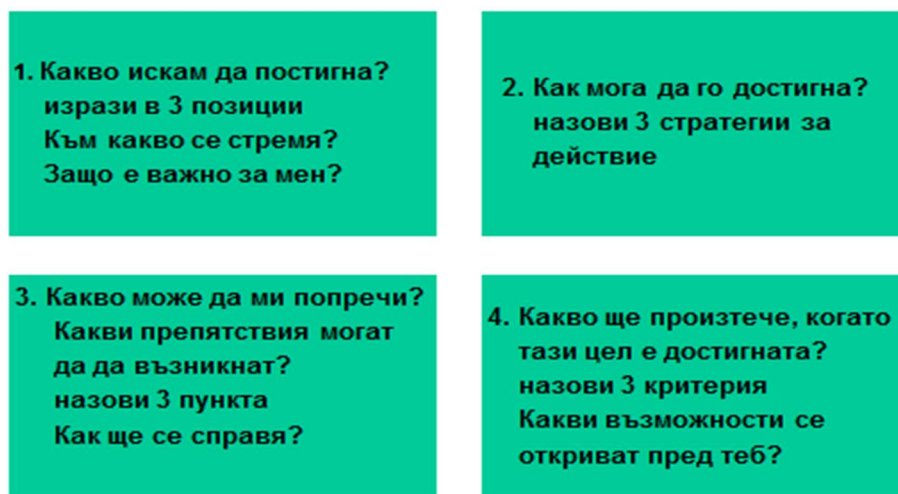 1. Какво искам да постигна?
изрази в 3 позиции
Към какво се стремя?
Защо е важно за мен?
2. Как мога да го достигна?
назови 3 стратегии за
действие
3. Какво може да ми попречи?
Какви препятствия могат
да да възникнат?
назови 3 пункта
Как ще се справя?
4. Какво ще произтече, когато
тази цел е достигната?
назови 3 критерия
Какви възможности се
откриват пред теб?